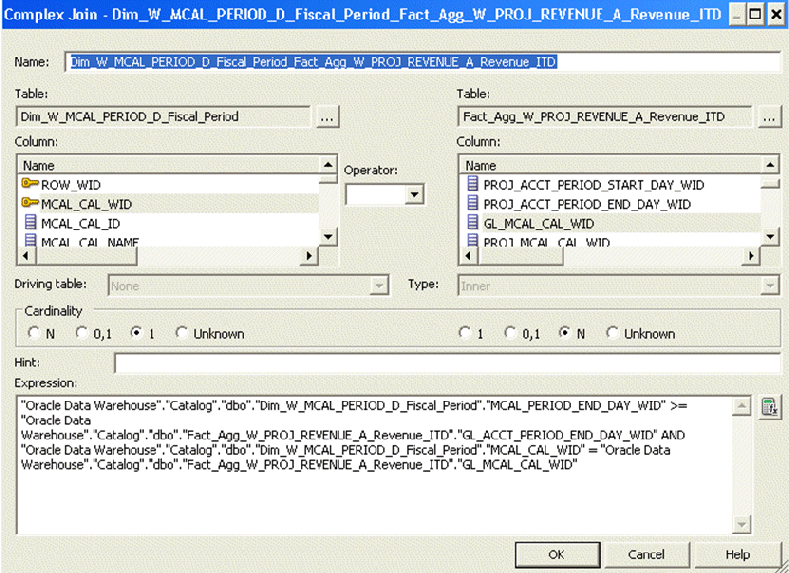 Complex Join - Dim_W_MCAL_PERIOD_D_Fiscal_Period_Fact_Agg_W_PROJ_REVENUE_A_Revenue_ITD
Name: Dim_W_MCAL_PERIOD_D_Fiscal_Period_Fact_Agg_W_PROJ_REVENUE_A_Revenue_ITD
Table: Table:
Dim_W_MCAL_PERIOD_D_Fiscal_Period ... Fact_Agg_W_PROJ_REVENUE_A_Revenue_ITD ...
Column: Column:
Name Operator: Name
ROW_WID PROJ_ACCT_PERIOD_START_DAY_WID
MCAL_CAL_WID PROJ_ACCT_PERIOD_END_DAY_WID
MCAL_CAL_ID GL_MCAL_CAL_WID
MCAL_CAL_NAME PROJ_MCAL_CAL_WID
Driving table: None Type: Inner
Cardinality
N 0,1 1 Unknown 1 0,1 N Unknown
Hint:
Expression:
"Oracle Data Warehouse"."Catalog"."dbo"."Dim_W_MCAL_PERIOD_D_Fiscal_Period"."MCAL_PERIOD_END_DAY_WID" >=
"Oracle Data
Warehouse"."Catalog"."dbo"."Fact_Agg_W_PROJ_REVENUE_A_Revenue_ITD"."GL_ACCT_PERIOD_END_DAY_WID" AND
"Oracle Data Warehouse"."Catalog"."dbo"."Dim_W_MCAL_PERIOD_D_Fiscal_Period"."MCAL_CAL_WID" = "Oracle Data
Warehouse"."Catalog"."dbo"."Fact_Agg_W_PROJ_REVENUE_A_Revenue_ITD"."GL_MCAL_CAL_WID"
OK Cancel Help